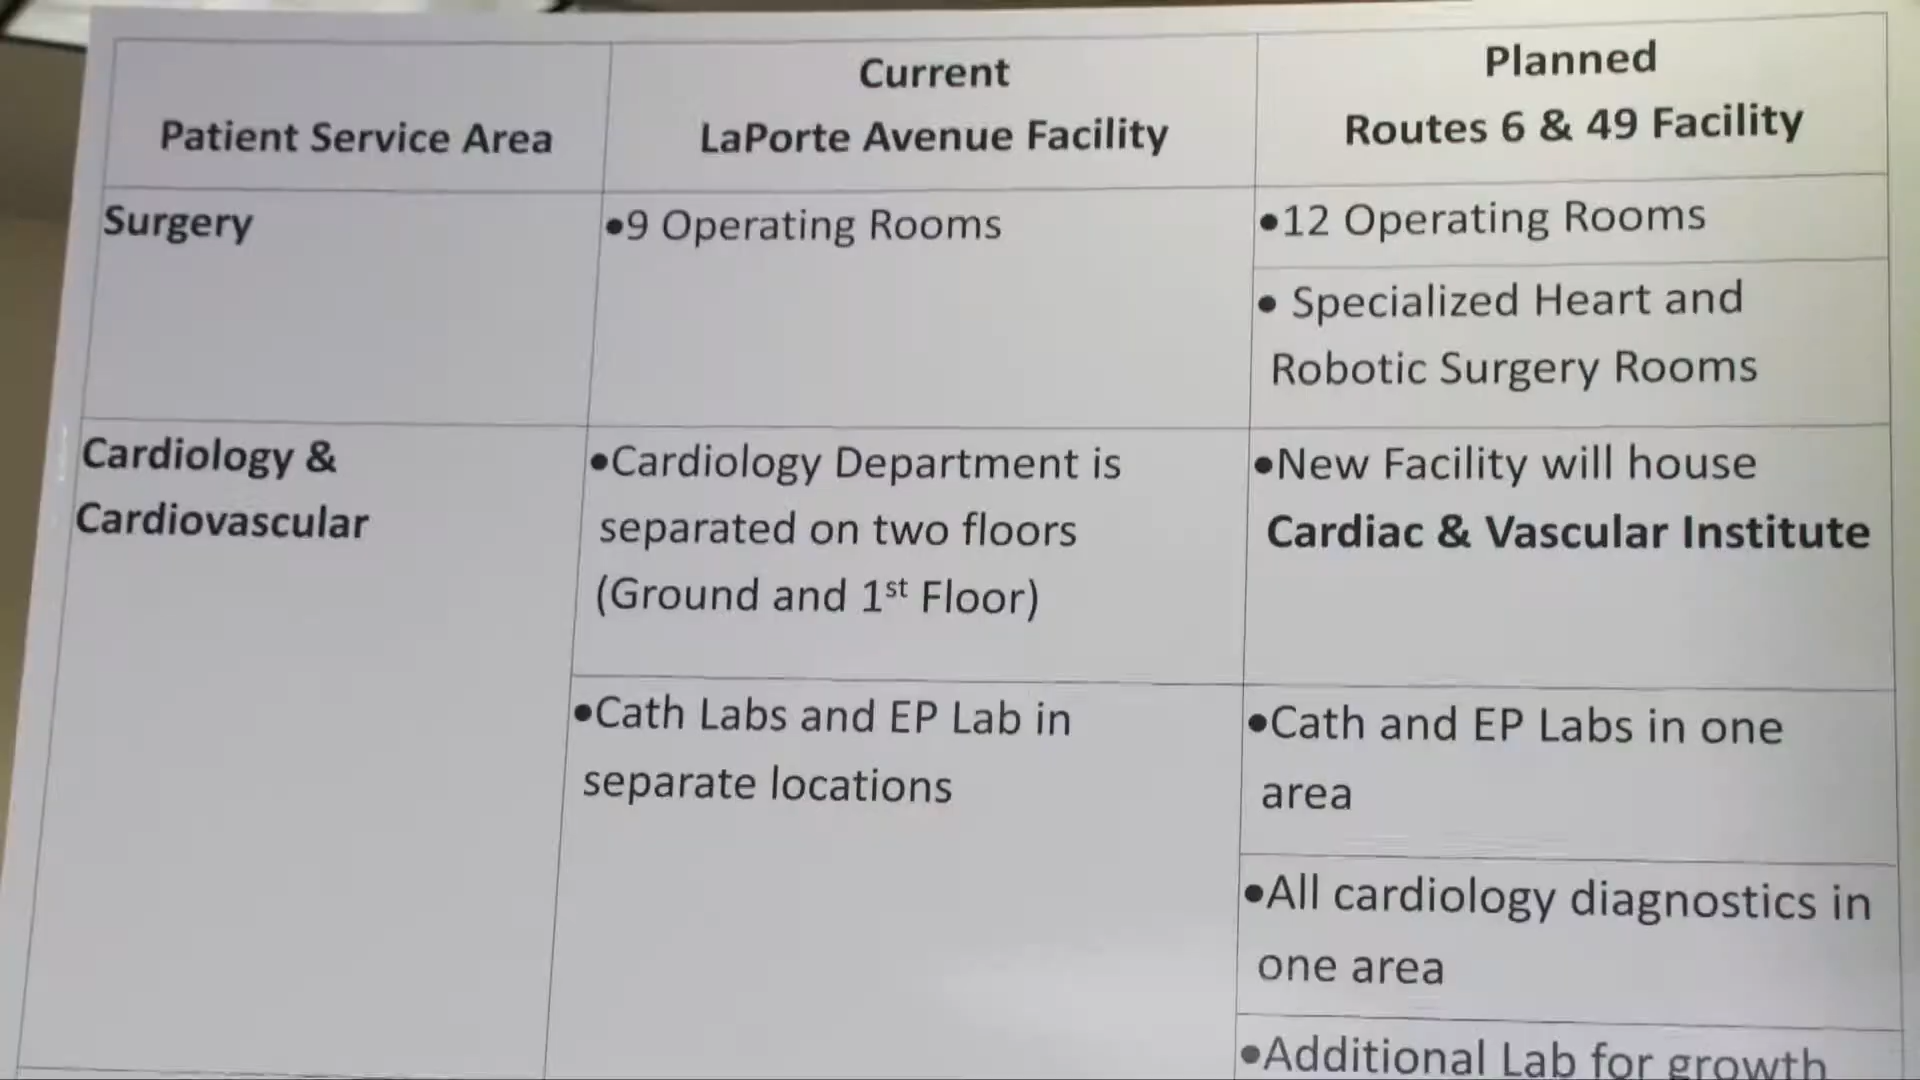 Patient Service Area
Current
LaPorte Avenue Facility
Planned
Routes 6 & 49 Facility
Surgery
•9 Operating Rooms
•12 Operating Rooms
• Specialized Heart and
Robotic Surgery Rooms
Cardiology &
Cardiovascular
•Cardiology Department is
separated on two floors
(Ground and 1st Floor)
•New Facility will house
Cardiac & Vascular Institute
•Cath Labs and EP Lab in
separate locations
•Cath and EP Labs in one
area
•All cardiology diagnostics in
one area
•Additional Lab for growth